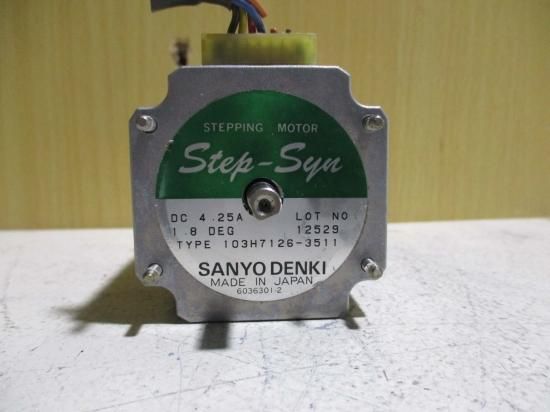 STEPPING MOTOR
Step-Syn
DC 4.25A LOT NO
1.8 DEG 12529
TYPE 103H7126-3511
SANYO DENKI
MADE IN JAPAN
6036301-2